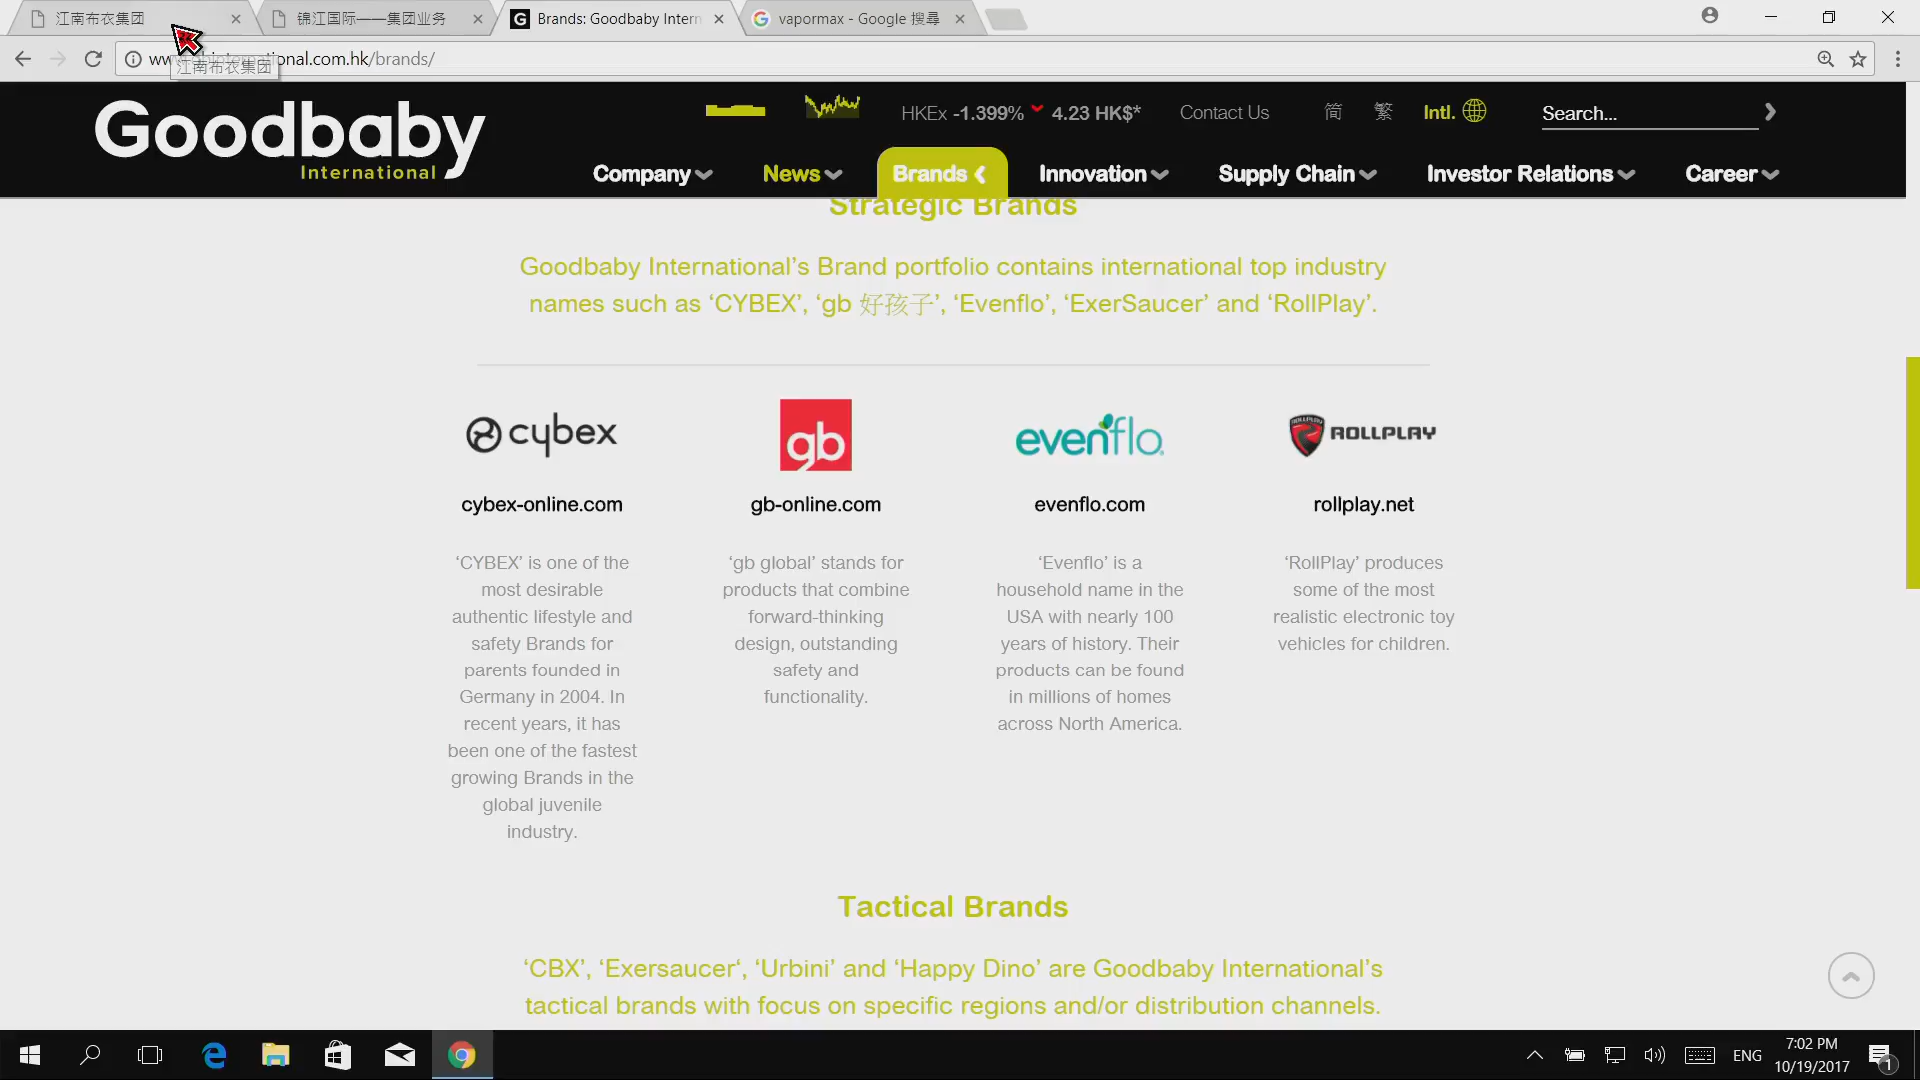 江南布衣集团
锦江国际——集团业务
Brands: Goodbaby Intern
vapormax - Google 搜尋
江南布衣集团
international.com.hk/brands/
Goodbaby
International
HKEx -1.399% 4.23 HK$*
Contact Us
简
繁
Intl.
Search...
Company
News
Brands
Innovation
Supply Chain
Investor Relations
Career
Strategic Brands
Goodbaby International’s Brand portfolio contains international top industry
names such as ‘CYBEX’, ‘gb 好孩子’, ‘Evenflo’, ‘ExerSaucer’ and ‘RollPlay’.
cybex
cybex-online.com
‘CYBEX’ is one of the
most desirable
authentic lifestyle and
safety Brands for
parents founded in
Germany in 2004. In
recent years, it has
been one of the fastest
growing Brands in the
global juvenile
industry.
gb
gb-online.com
‘gb global’ stands for
products that combine
forward-thinking
design, outstanding
safety and
functionality.
evenflo.
evenflo.com
‘Evenflo’ is a
household name in the
USA with nearly 100
years of history. Their
products can be found
in millions of homes
across North America.
ROLLPLAY
ROLLPLAY
rollplay.net
‘RollPlay’ produces
some of the most
realistic electronic toy
vehicles for children.
Tactical Brands
‘CBX’, ‘Exersaucer‘, ‘Urbini’ and ‘Happy Dino’ are Goodbaby International’s
tactical brands with focus on specific regions and/or distribution channels.
ENG
7:02 PM
10/19/2017
1